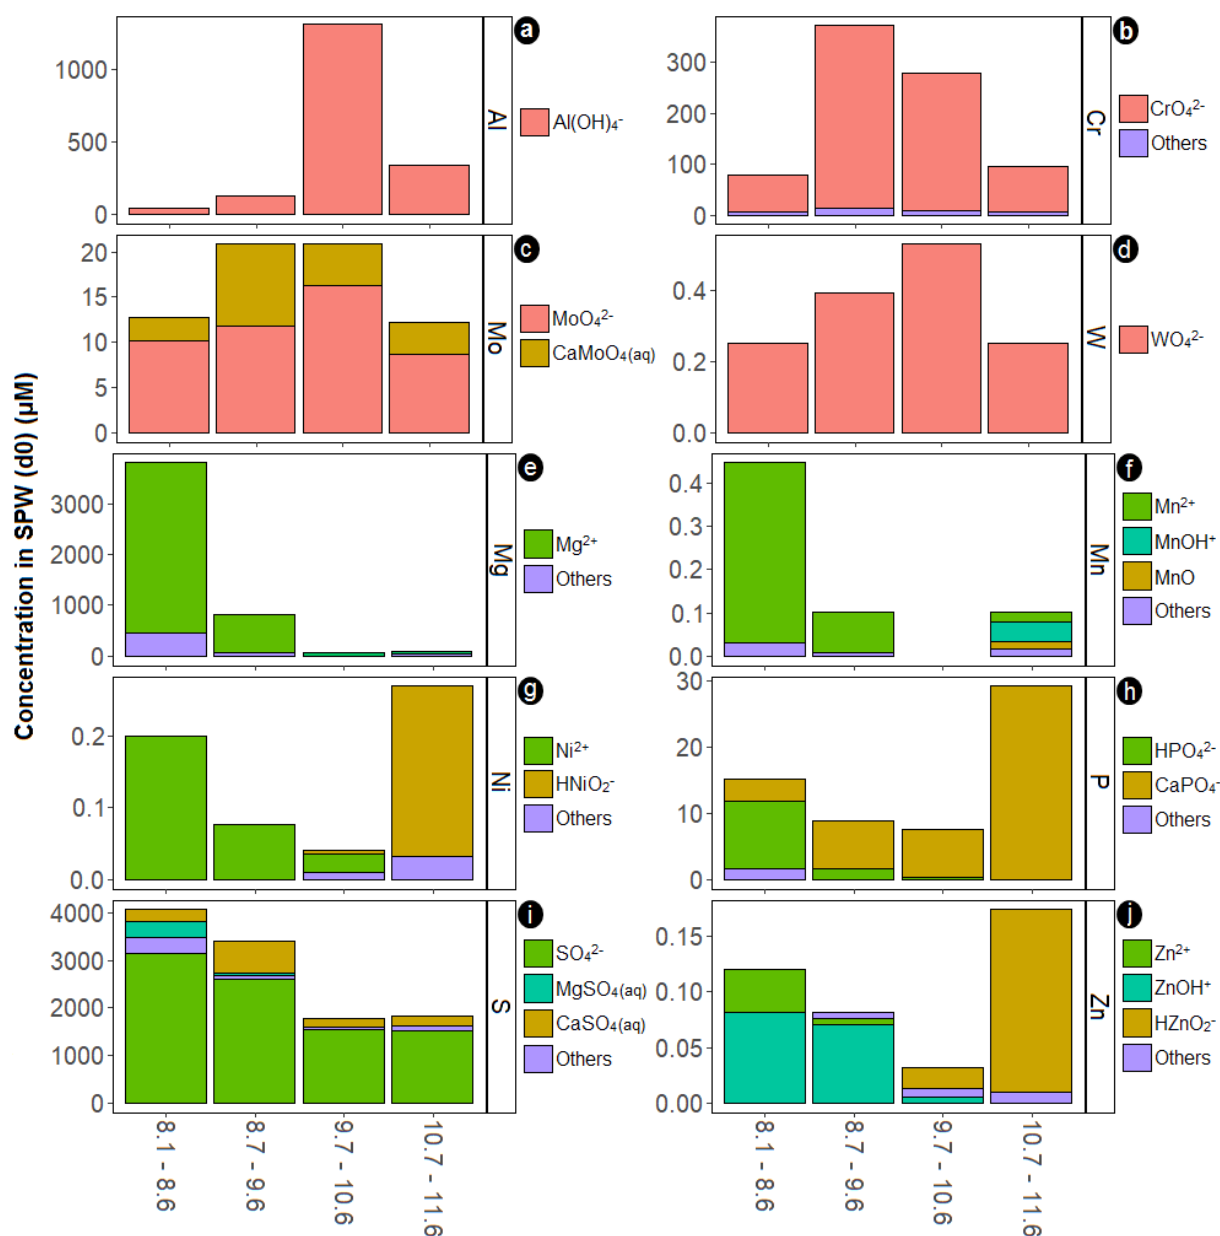 Concentration in SPW (d0) (µM)
a
1000
500
0
Al
Al(OH)₄⁻
b
300
200
100
0
Cr
CrO₄²⁻
Others
c
20
15
10
5
0
Mo
MoO₄²⁻
CaMoO₄(aq)
d
0.4
0.2
0.0
W
WO₄²⁻
e
3000
2000
1000
0
Mg
Mg²⁺
Others
f
0.4
0.3
0.2
0.1
0.0
Mn
Mn²⁺
MnOH⁺
MnO
Others
g
0.2
0.1
0.0
Ni
Ni²⁺
HNiO₂⁻
Others
h
30
20
10
0
P
HPO₄²⁻
CaPO₄⁻
Others
i
4000
3000
2000
1000
0
S
SO₄²⁻
MgSO₄(aq)
CaSO₄(aq)
Others
j
0.15
0.10
0.05
0.00
Zn
Zn²⁺
ZnOH⁺
HZnO₂⁻
Others
8.1 - 8.6
8.7 - 9.6
9.7 - 10.6
10.7 - 11.6
8.1 - 8.6
8.7 - 9.6
9.7 - 10.6
10.7 - 11.6